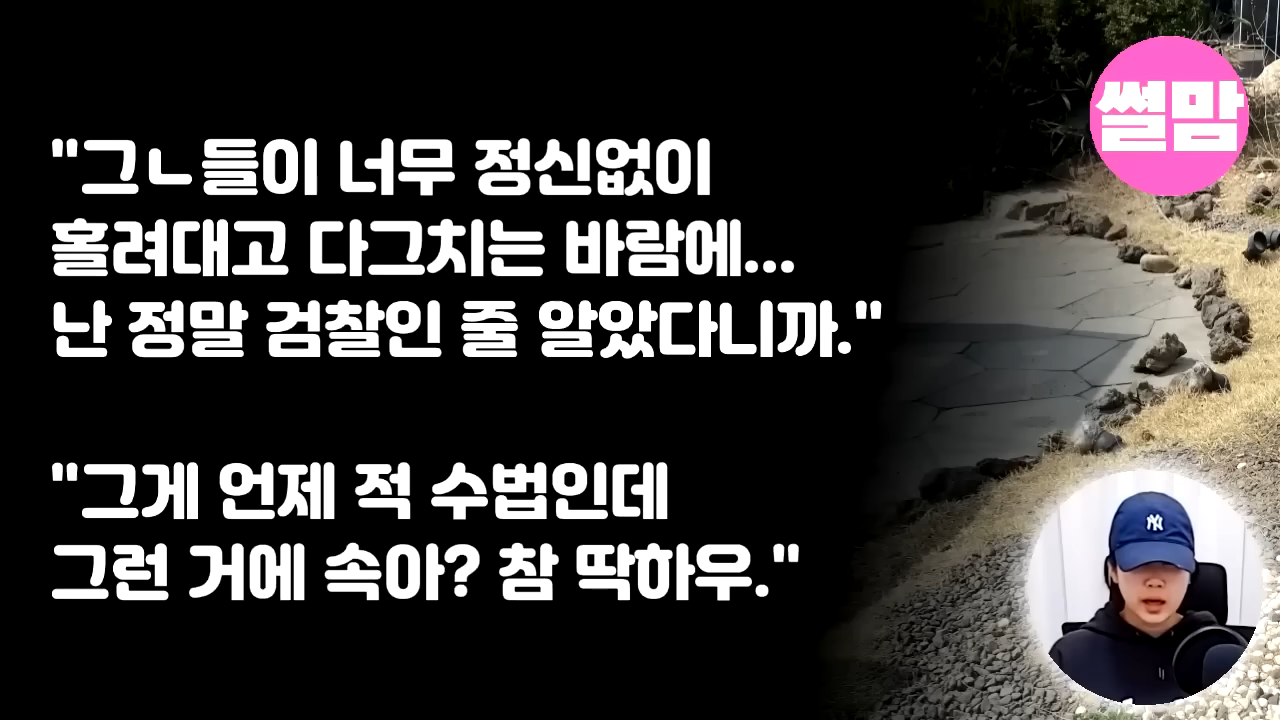 "그ㄴ들이 너무 정신없이
홀려대고 다그치는 바람에...
난 정말 검찰인 줄 알았다니까."
"그게 언제 적 수법인데
그런 거에 속아? 참 딱하우."
썰맘
NY